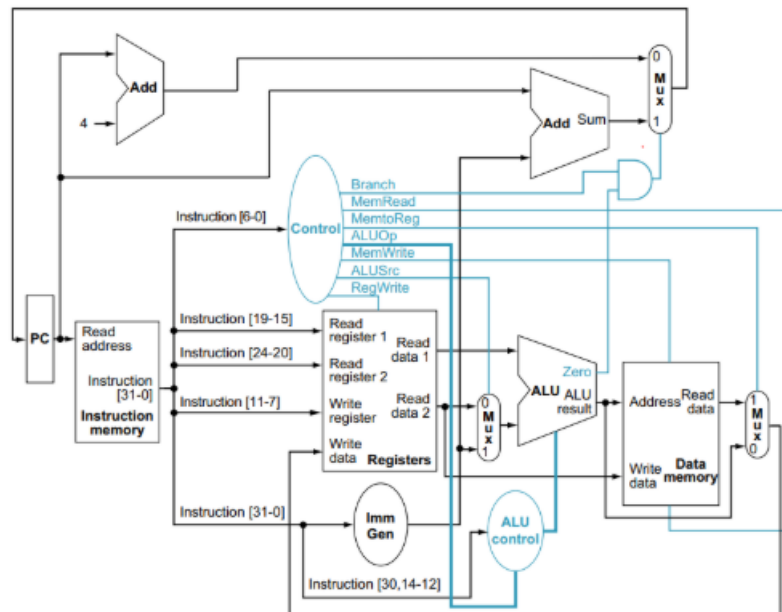 Add
4
Add Sum
0
Mux
1
Branch
MemRead
MemtoReg
ALUOp
MemWrite
ALUSrc
RegWrite
Control
Instruction [6-0]
PC
Read
address
Instruction
[31-0]
Instruction
memory
Instruction [19-15]
Instruction [24-20]
Instruction [11-7]
Instruction [31-0]
Instruction [30,14-12]
Read
register 1
Read
register 2
Write
register
Write
data
Read
data 1
Read
data 2
Registers
Imm
Gen
0
Mux
1
Zero
ALU
ALU
result
ALU
control
Address
Read
data
Write
data
Data
memory
1
Mux
0